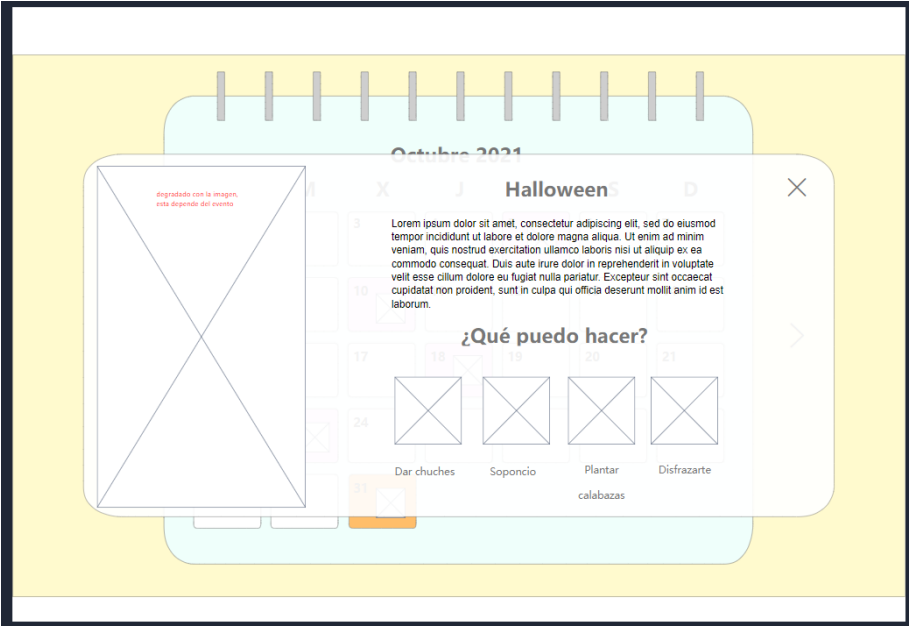 Octubre 2021
M X J S D
Halloween
degradado con la imagen,
esta depende del evento
Lorem ipsum dolor sit amet, consectetur adipiscing elit, sed do eiusmod
tempor incididunt ut labore et dolore magna aliqua. Ut enim ad minim
veniam, quis nostrud exercitation ullamco laboris nisi ut aliquip ex ea
commodo consequat. Duis aute irure dolor in reprehenderit in voluptate
velit esse cillum dolore eu fugiat nulla pariatur. Excepteur sint occaecat
cupidatat non proident, sunt in culpa qui officia deserunt mollit anim id est
laborum.
3
10
¿Qué puedo hacer?
17 18 19 20 21
24
Dar chuches
Soponcio
Plantar
calabazas
Disfrazarte
31